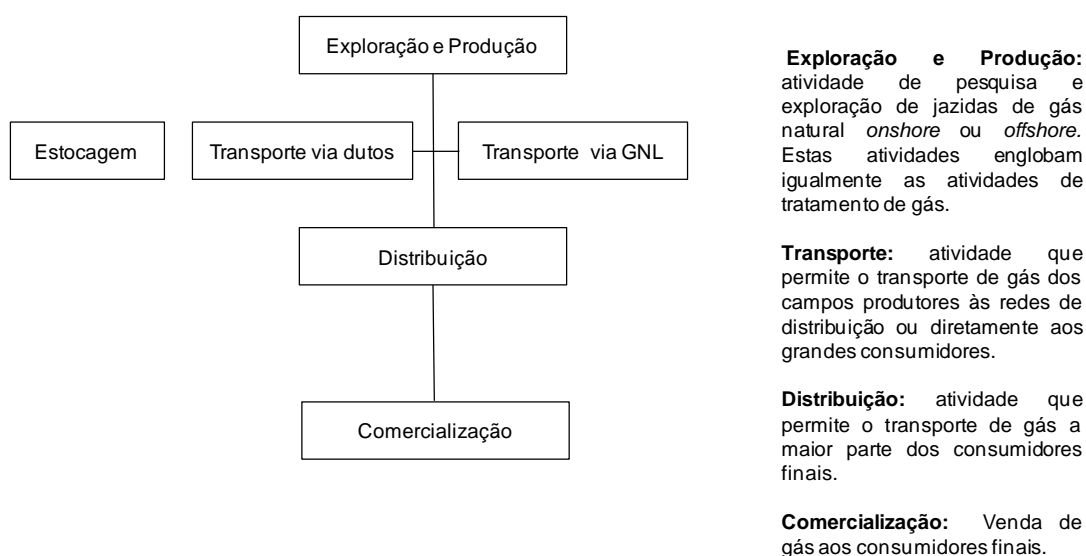 Exploração e Produção
Estocagem
Transporte via dutos
Transporte via GNL
Distribuição
Comercialização
Exploração e Produção:
atividade de pesquisa e
exploração de jazidas de gás
natural onshore ou offshore.
Estas atividades englobam
igualmente as atividades de
tratamento de gás.
Transporte: atividade que
permite o transporte de gás dos
campos produtores às redes de
distribuição ou diretamente aos
grandes consumidores.
Distribuição: atividade que
permite o transporte de gás a
maior parte dos consumidores
finais.
Comercialização: Venda de
gás aos consumidores finais.